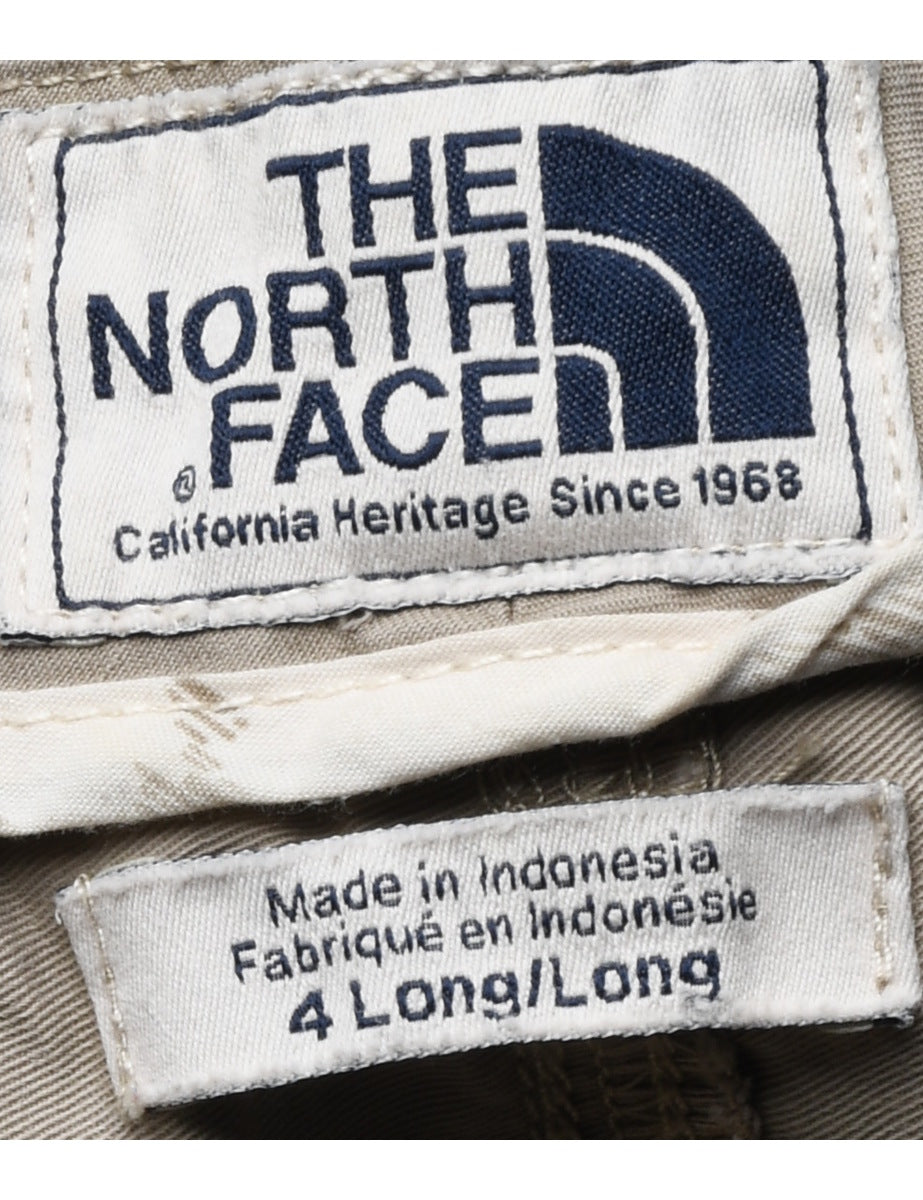 THE
NORTH
FACE
®
California Heritage Since 1968
Made in Indonesia
Fabriqué en Indonésie
4 Long/Long